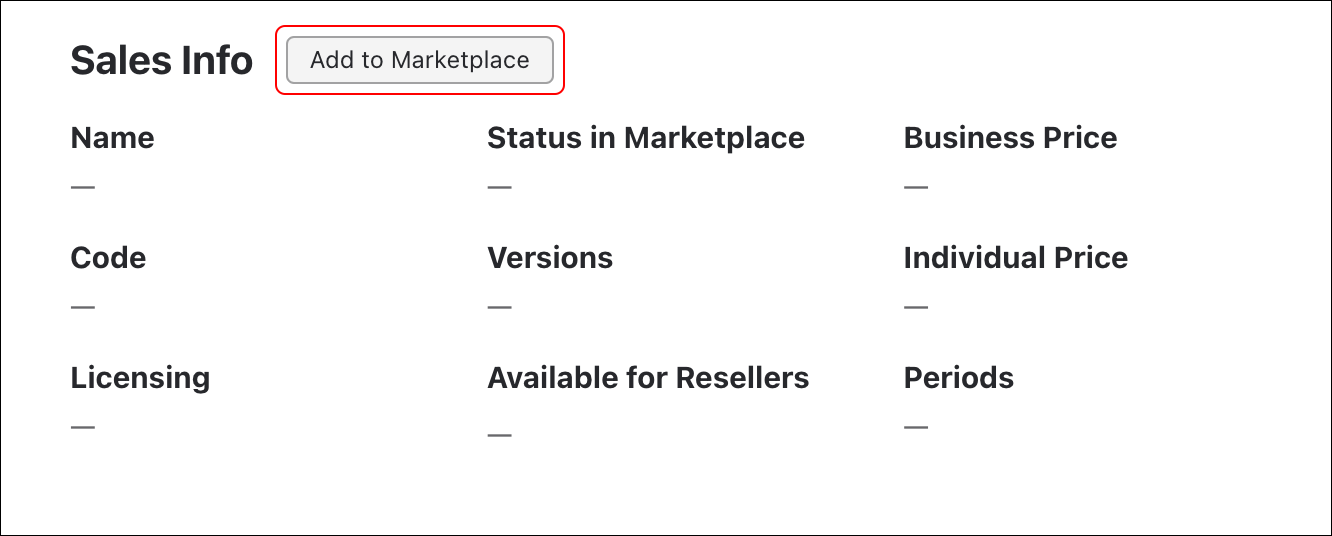 Sales Info Add to Marketplace
Name Status in Marketplace Business Price
— — —
Code Versions Individual Price
— — —
Licensing Available for Resellers Periods
— — —